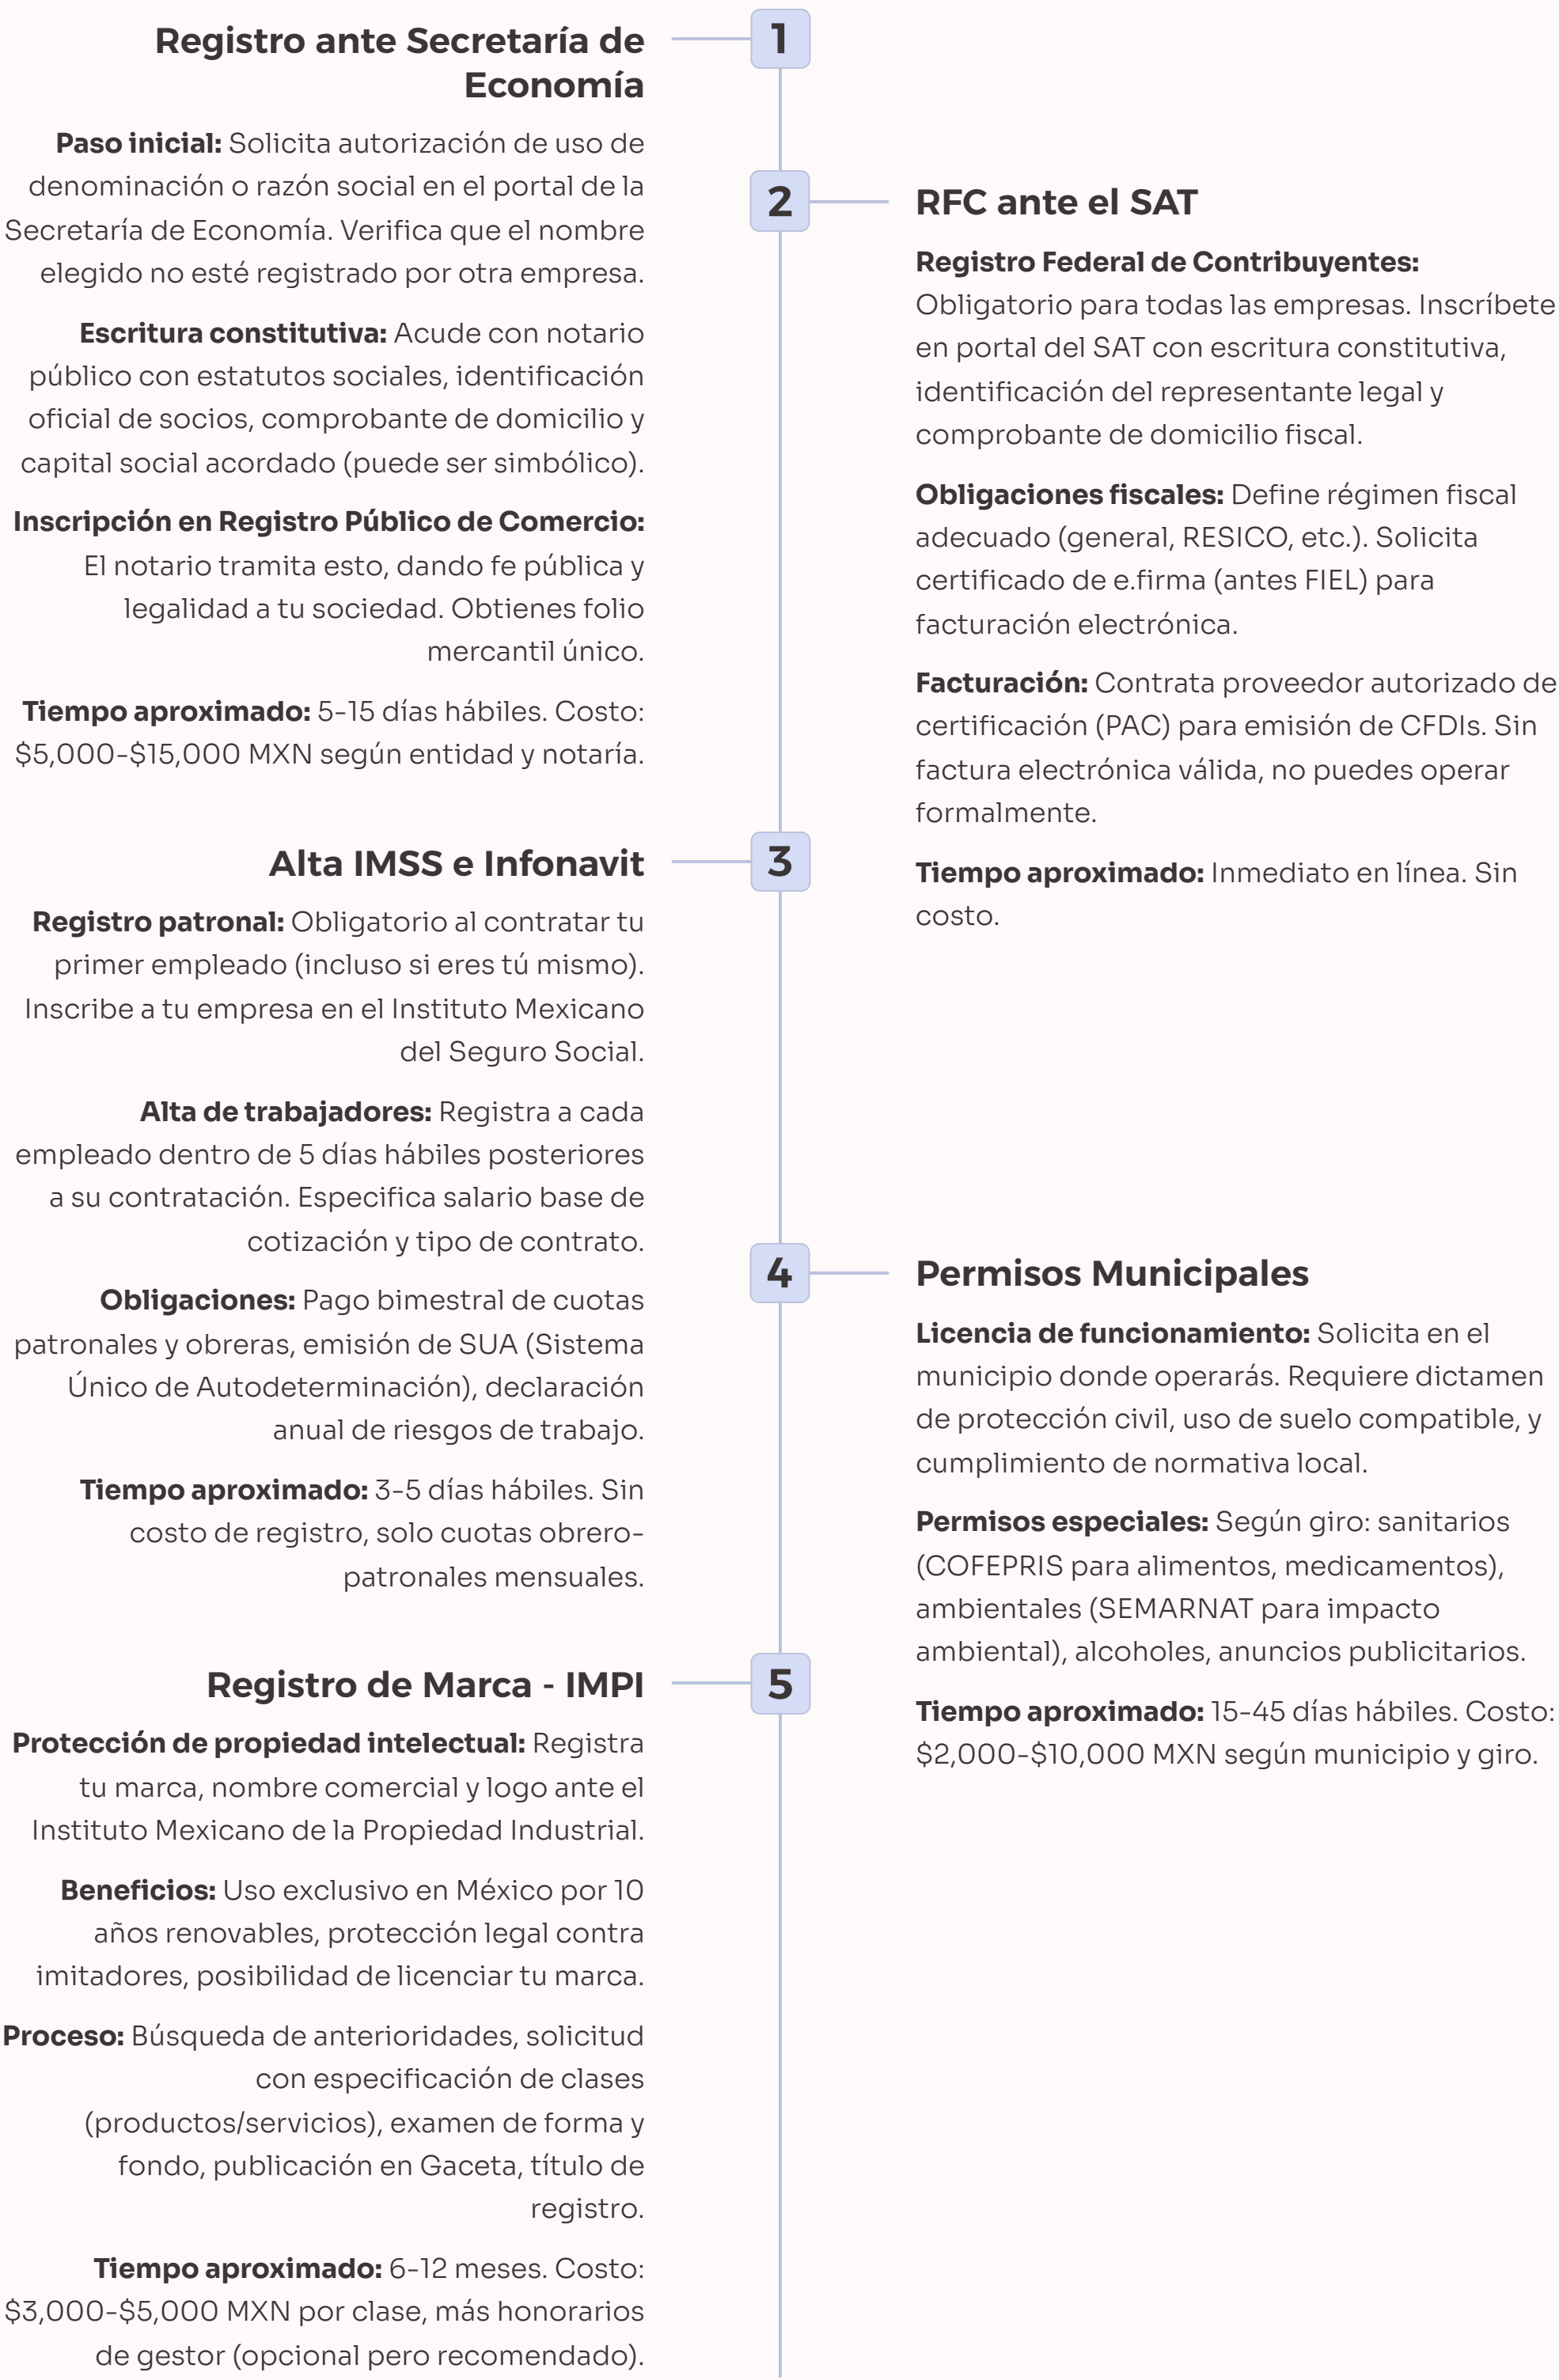 1
Registro ante Secretaría de
Economía
Paso inicial: Solicita autorización de uso de
denominación o razón social en el portal de la
Secretaría de Economía. Verifica que el nombre
elegido no esté registrado por otra empresa.
Escritura constitutiva: Acude con notario
público con estatutos sociales, identificación
oficial de socios, comprobante de domicilio y
capital social acordado (puede ser simbólico).
Inscripción en Registro Público de Comercio:
El notario tramita esto, dando fe pública y
legalidad a tu sociedad. Obtienes folio
mercantil único.
Tiempo aproximado: 5-15 días hábiles. Costo:
$5,000-$15,000 MXN según entidad y notaría.
2
RFC ante el SAT
Registro Federal de Contribuyentes:
Obligatorio para todas las empresas. Inscríbete
en portal del SAT con escritura constitutiva,
identificación del representante legal y
comprobante de domicilio fiscal.
Obligaciones fiscales: Define régimen fiscal
adecuado (general, RESICO, etc.). Solicita
certificado de e.firma (antes FIEL) para
facturación electrónica.
Facturación: Contrata proveedor autorizado de
certificación (PAC) para emisión de CFDIs. Sin
factura electrónica válida, no puedes operar
formalmente.
Tiempo aproximado: Inmediato en línea. Sin
costo.
3
Alta IMSS e Infonavit
Registro patronal: Obligatorio al contratar tu
primer empleado (incluso si eres tú mismo).
Inscribe a tu empresa en el Instituto Mexicano
del Seguro Social.
Alta de trabajadores: Registra a cada
empleado dentro de 5 días hábiles posteriores
a su contratación. Especifica salario base de
cotización y tipo de contrato.
Obligaciones: Pago bimestral de cuotas
patronales y obreras, emisión de SUA (Sistema
Único de Autodeterminación), declaración
anual de riesgos de trabajo.
Tiempo aproximado: 3-5 días hábiles. Sin
costo de registro, solo cuotas obrero-
patronales mensuales.
4
Permisos Municipales
Licencia de funcionamiento: Solicita en el
municipio donde operarás. Requiere dictamen
de protección civil, uso de suelo compatible, y
cumplimiento de normativa local.
Permisos especiales: Según giro: sanitarios
(COFEPRIS para alimentos, medicamentos),
ambientales (SEMARNAT para impacto
ambiental), alcoholes, anuncios publicitarios.
Tiempo aproximado: 15-45 días hábiles. Costo:
$2,000-$10,000 MXN según municipio y giro.
5
Registro de Marca - IMPI
Protección de propiedad intelectual: Registra
tu marca, nombre comercial y logo ante el
Instituto Mexicano de la Propiedad Industrial.
Beneficios: Uso exclusivo en México por 10
años renovables, protección legal contra
imitadores, posibilidad de licenciar tu marca.
Proceso: Búsqueda de anterioridades, solicitud
con especificación de clases
(productos/servicios), examen de forma y
fondo, publicación en Gaceta, título de
registro.
Tiempo aproximado: 6-12 meses. Costo:
$3,000-$5,000 MXN por clase, más honorarios
de gestor (opcional pero recomendado).